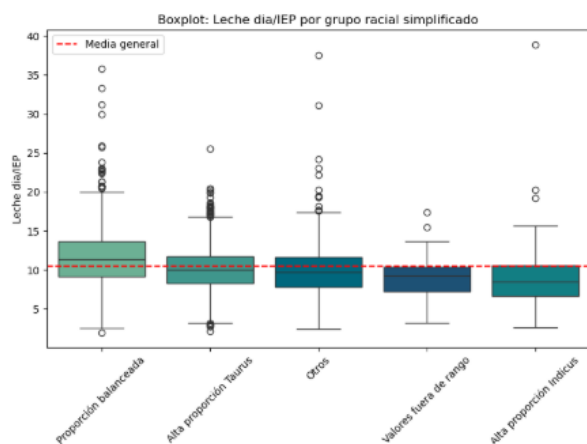 Boxplot: Leche dia/IEP por grupo racial simplificado
Media general
Leche dia/IEP
40
35
30
25
20
15
10
5
Proporción balanceada
Alta proporción Taurus
Otros
Valores fuera de rango
Alta proporción Indicus